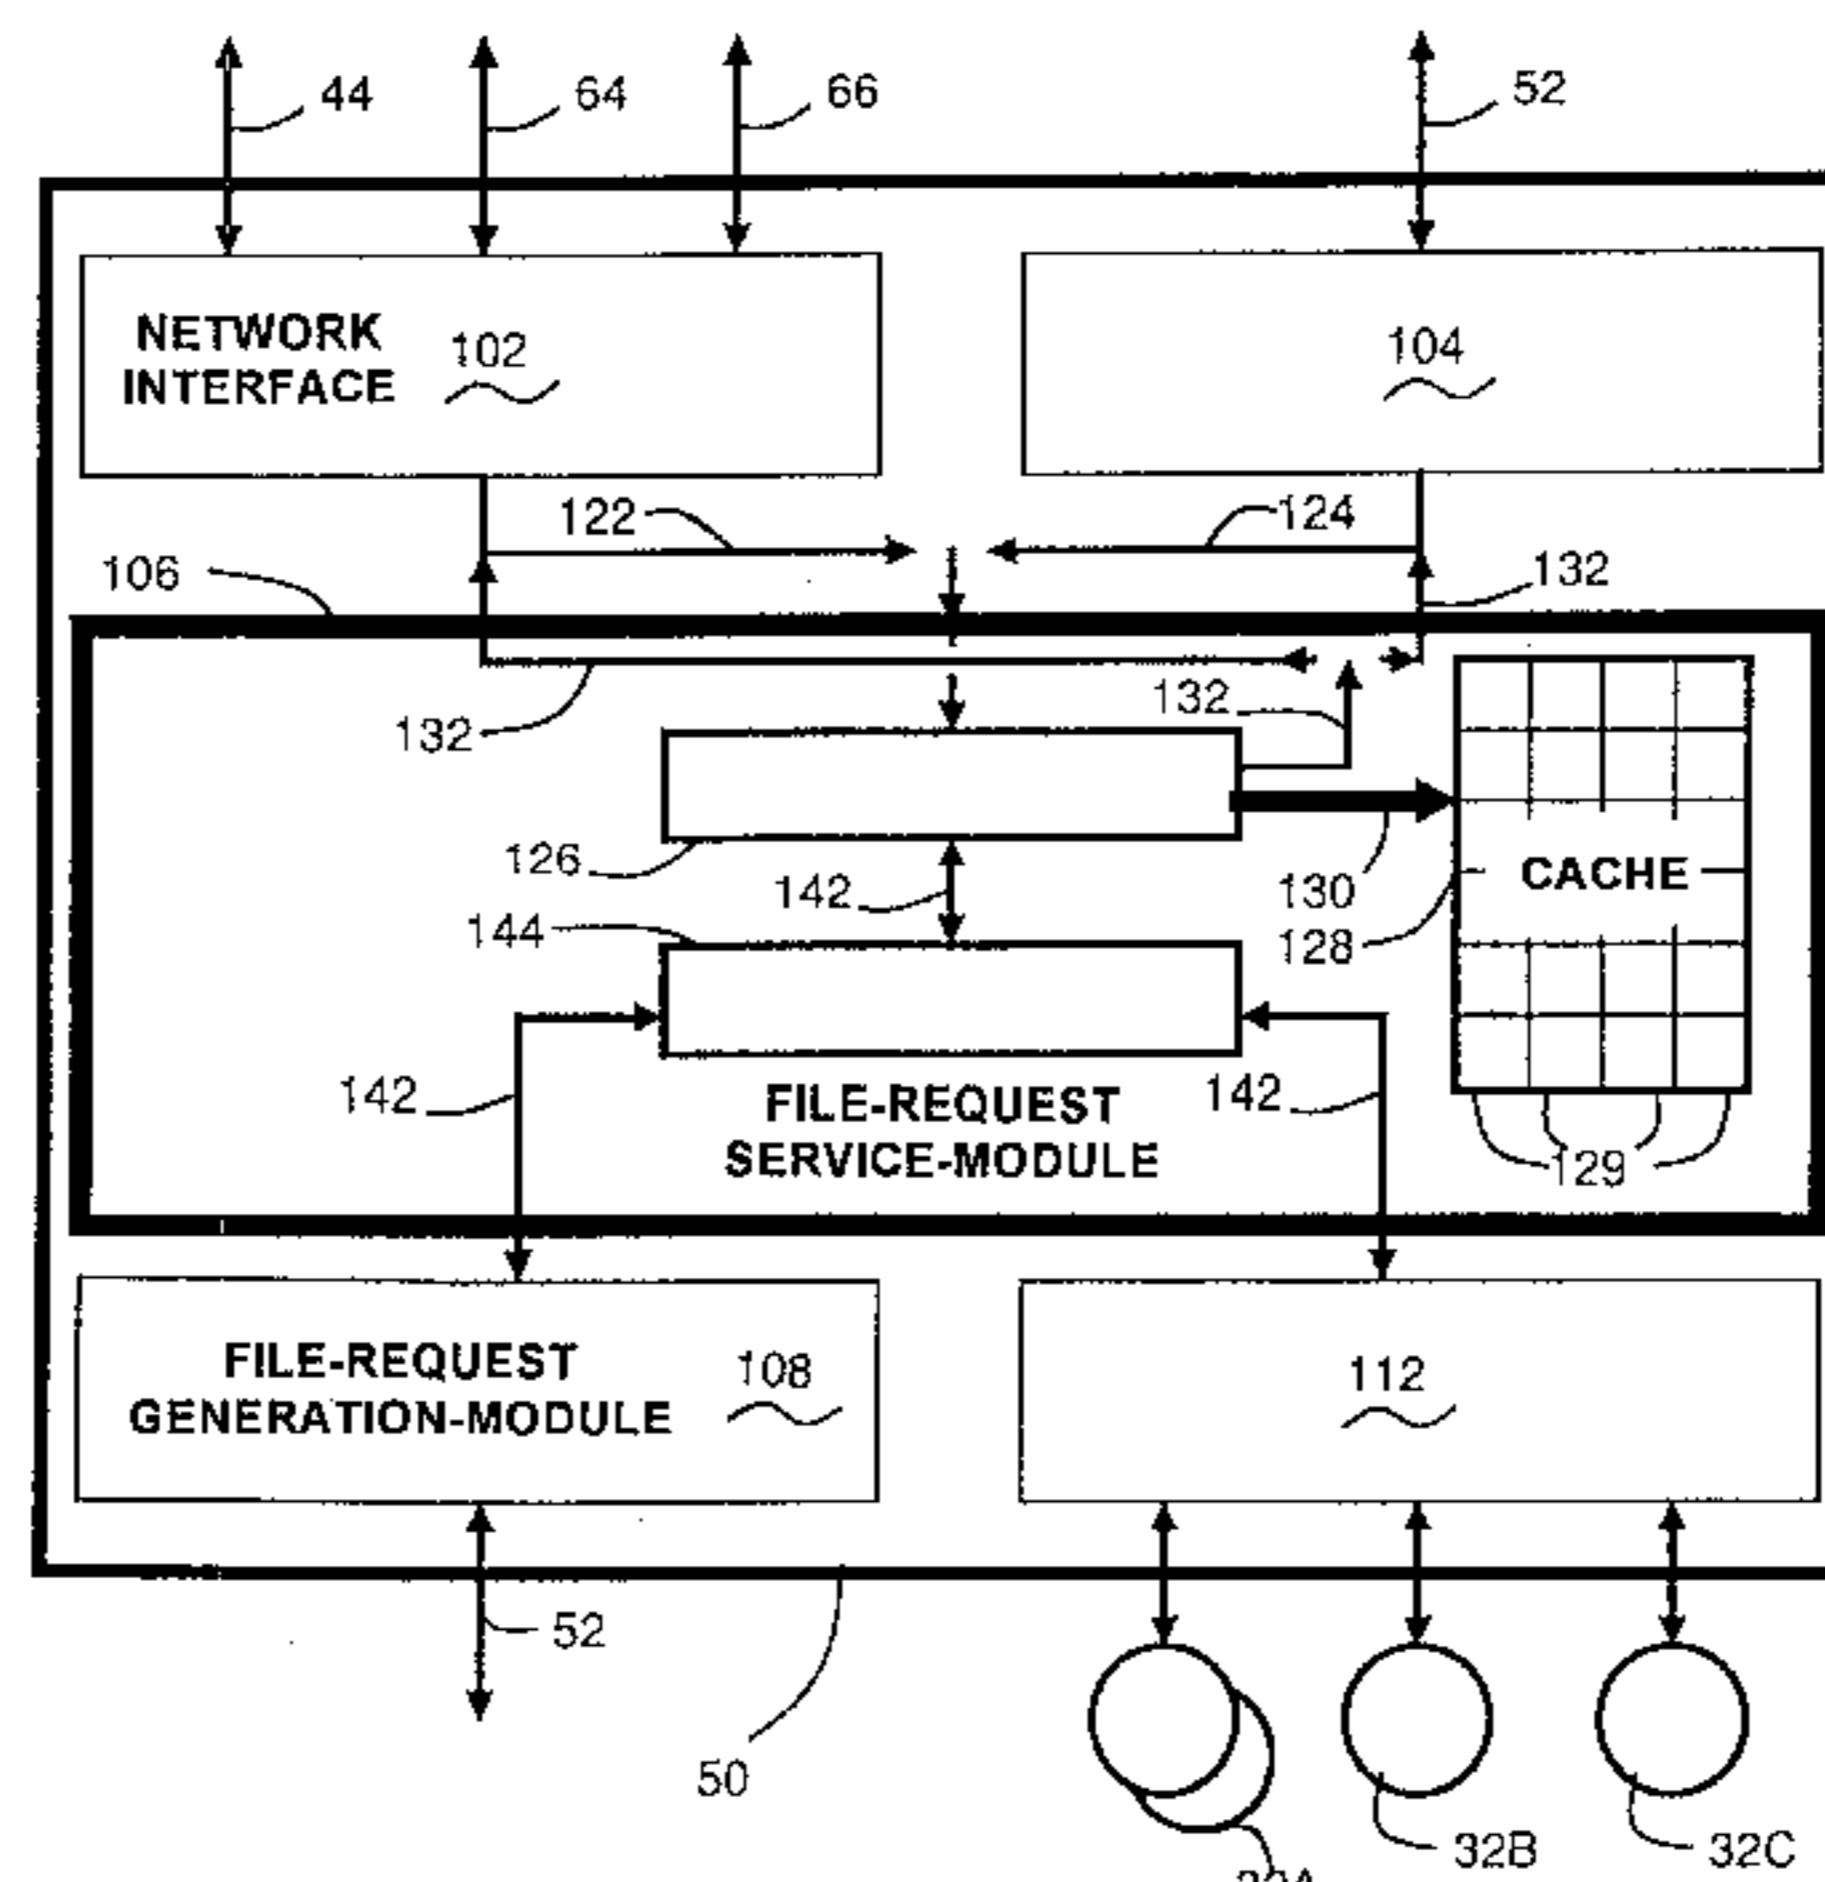 44
64
66
52
NETWORK
INTERFACE
102
104
122
124
106
132
132
132
126
142
130
CACHE
144
128
142
FILE-REQUEST
SERVICE-MODULE
142
129
FILE-REQUEST
GENERATION-MODULE
108
112
52
50
32B
32C